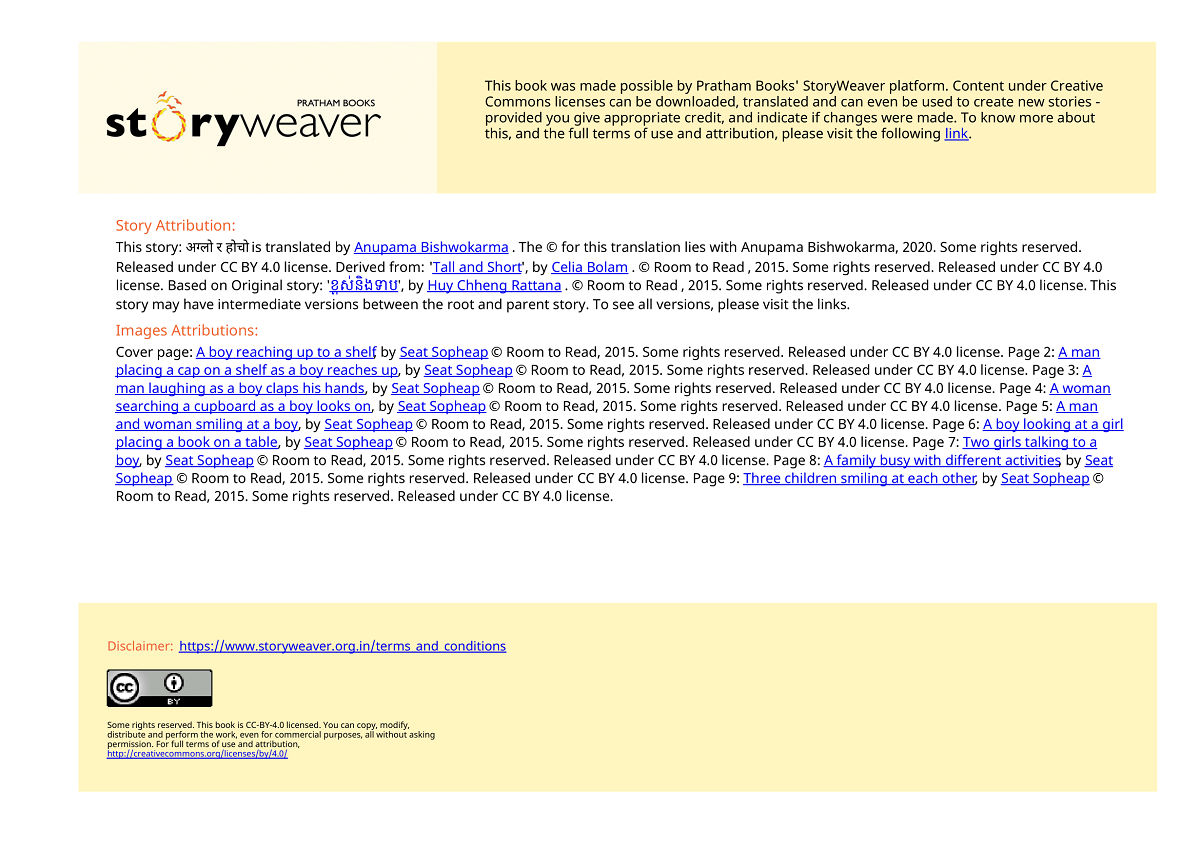 PRATHAM BOOKS
storyweaver
This book was made possible by Pratham Books' StoryWeaver platform. Content under Creative
Commons licenses can be downloaded, translated and can even be used to create new stories -
provided you give appropriate credit, and indicate if changes were made. To know more about
this, and the full terms of use and attribution, please visit the following link.
Story Attribution:
This story: अग्लो र होचो is translated by Anupama Bishwokarma . The © for this translation lies with Anupama Bishwokarma, 2020. Some rights reserved.
Released under CC BY 4.0 license. Derived from: 'Tall and Short', by Celia Bolam . © Room to Read , 2015. Some rights reserved. Released under CC BY 4.0
license. Based on Original story: 'ខ្ពស់និងទាប', by Huy Chheng Rattana . © Room to Read , 2015. Some rights reserved. Released under CC BY 4.0 license. This
story may have intermediate versions between the root and parent story. To see all versions, please visit the links.
Images Attributions:
Cover page: A boy reaching up to a shelf, by Seat Sopheap © Room to Read, 2015. Some rights reserved. Released under CC BY 4.0 license. Page 2: A man
placing a cap on a shelf as a boy reaches up, by Seat Sopheap © Room to Read, 2015. Some rights reserved. Released under CC BY 4.0 license. Page 3: A
man laughing as a boy claps his hands, by Seat Sopheap © Room to Read, 2015. Some rights reserved. Released under CC BY 4.0 license. Page 4: A woman
searching a cupboard as a boy looks on, by Seat Sopheap © Room to Read, 2015. Some rights reserved. Released under CC BY 4.0 license. Page 5: A man
and woman smiling at a boy, by Seat Sopheap © Room to Read, 2015. Some rights reserved. Released under CC BY 4.0 license. Page 6: A boy looking at a girl
placing a book on a table, by Seat Sopheap © Room to Read, 2015. Some rights reserved. Released under CC BY 4.0 license. Page 7: Two girls talking to a
boy, by Seat Sopheap © Room to Read, 2015. Some rights reserved. Released under CC BY 4.0 license. Page 8: A family busy with different activities, by Seat
Sopheap © Room to Read, 2015. Some rights reserved. Released under CC BY 4.0 license. Page 9: Three children smiling at each other, by Seat Sopheap ©
Room to Read, 2015. Some rights reserved. Released under CC BY 4.0 license.
Disclaimer: https://www.storyweaver.org.in/terms_and_conditions
cc
BY
Some rights reserved. This book is CC-BY-4.0 licensed. You can copy, modify,
distribute and perform the work, even for commercial purposes, all without asking
permission. For full terms of use and attribution,
http://creativecommons.org/licenses/by/4.0/